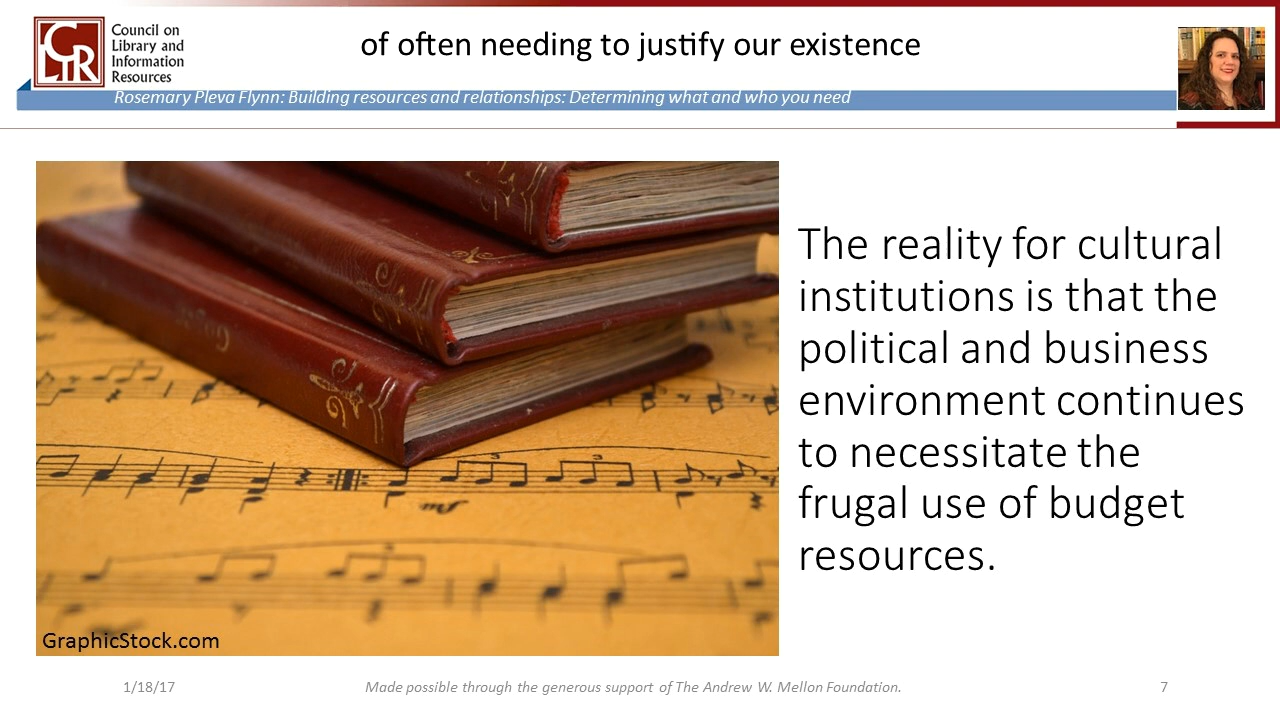 CLIR
Council on
Library and
Information
Resources
of often needing to justify our existence
Rosemary Pleva Flynn: Building resources and relationships: Determining what and who you need
The reality for cultural
institutions is that the
political and business
environment continues
to necessitate the
frugal use of budget
resources.
GraphicStock.com
1/18/17
Made possible through the generous support of The Andrew W. Mellon Foundation.
7